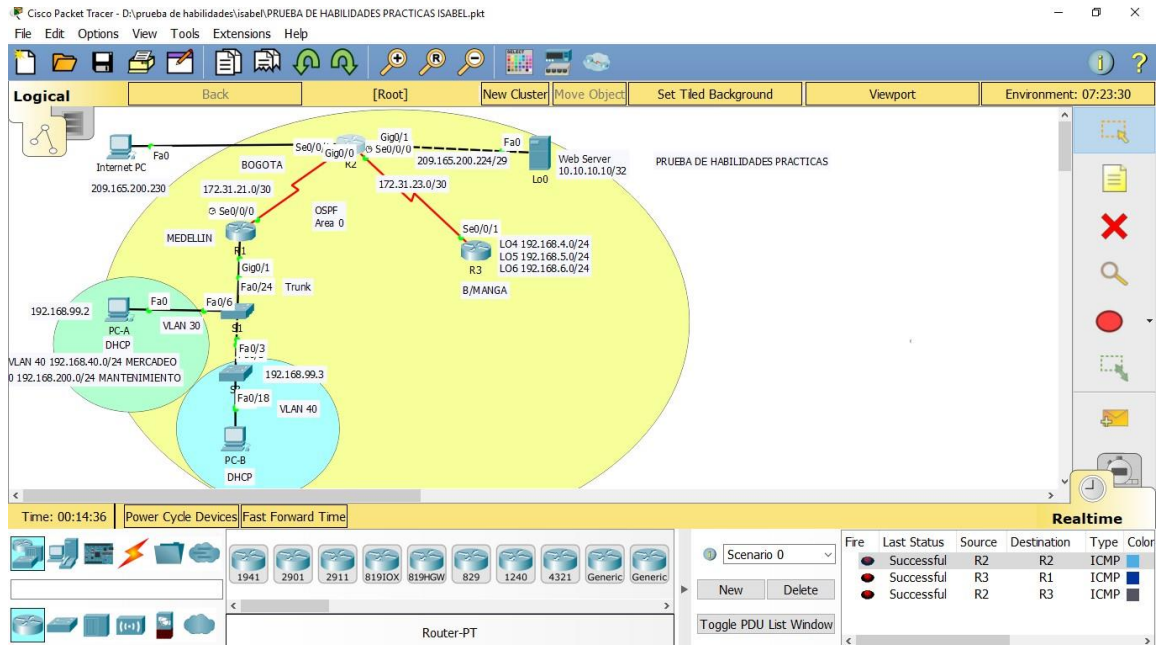 Cisco Packet Tracer - D:\prueba de habilidades\isabel\PRUEBA DE HABILIDADES PRACTICAS ISABEL.pkt
File Edit Options View Tools Extensions Help
Logical Back [Root] New Cluster Move Object Set Tiled Background Viewport Environment: 07:23:30
Gig0/1
Fa0 Se0/0/ Gig0/0 Se0/0/0 Fa0
Internet PC BOGOTA R2 209.165.200.224/29 Web Server PRUEBA DE HABILIDADES PRACTICAS
10.10.10.10/32
Lo0
209.165.200.230 172.31.21.0/30 172.31.23.0/30
Se0/0/0 OSPF
Area 0
MEDELLIN R1 Se0/0/1
LO4 192.168.4.0/24
LO5 192.168.5.0/24
R3 LO6 192.168.6.0/24
Gig0/1
Fa0/24 Trunk B/MANGA
192.168.99.2 Fa0 Fa0/6
PC-A VLAN 30 S1
DHCP Fa0/3
VLAN 40 192.168.40.0/24 MERCADEO
0 192.168.200.0/24 MANTENIMIENTO 192.168.99.3
Fa0/18 VLAN 40
PC-B
DHCP
Time: 00:14:36 Power Cycle Devices Fast Forward Time Realtime
1941 2901 2911 819IOX 819HGW 829 1240 4321 Generic Generic
Router-PT
Scenario 0
New Delete
Toggle PDU List Window
Fire Last Status Source Destination Type Color
Successful R2 R2 ICMP
Successful R3 R1 ICMP
Successful R2 R3 ICMP